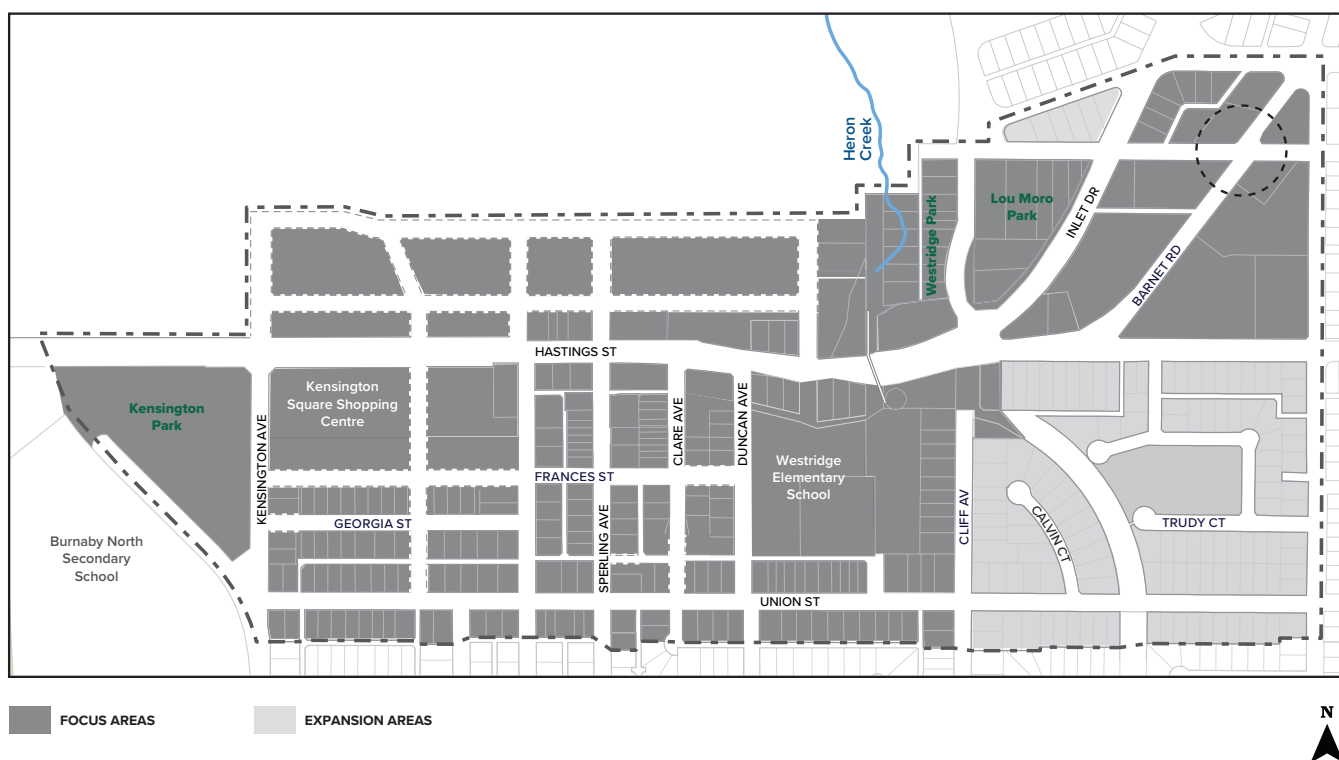 Heron
Creek
Westridge Park
Lou Moro
Park
INLET DR
BARNET RD
HASTINGS ST
Kensington
Park
Kensington
Square Shopping
Centre
KENSINGTON AVE
CLARE AVE
DUNCAN AVE
Westridge
Elementary
School
FRANCES ST
GEORGIA ST
SPERLING AVE
CLIFF AV
CALVIN CT
TRUDY CT
Burnaby North
Secondary
School
UNION ST
FOCUS AREAS
EXPANSION AREAS
N